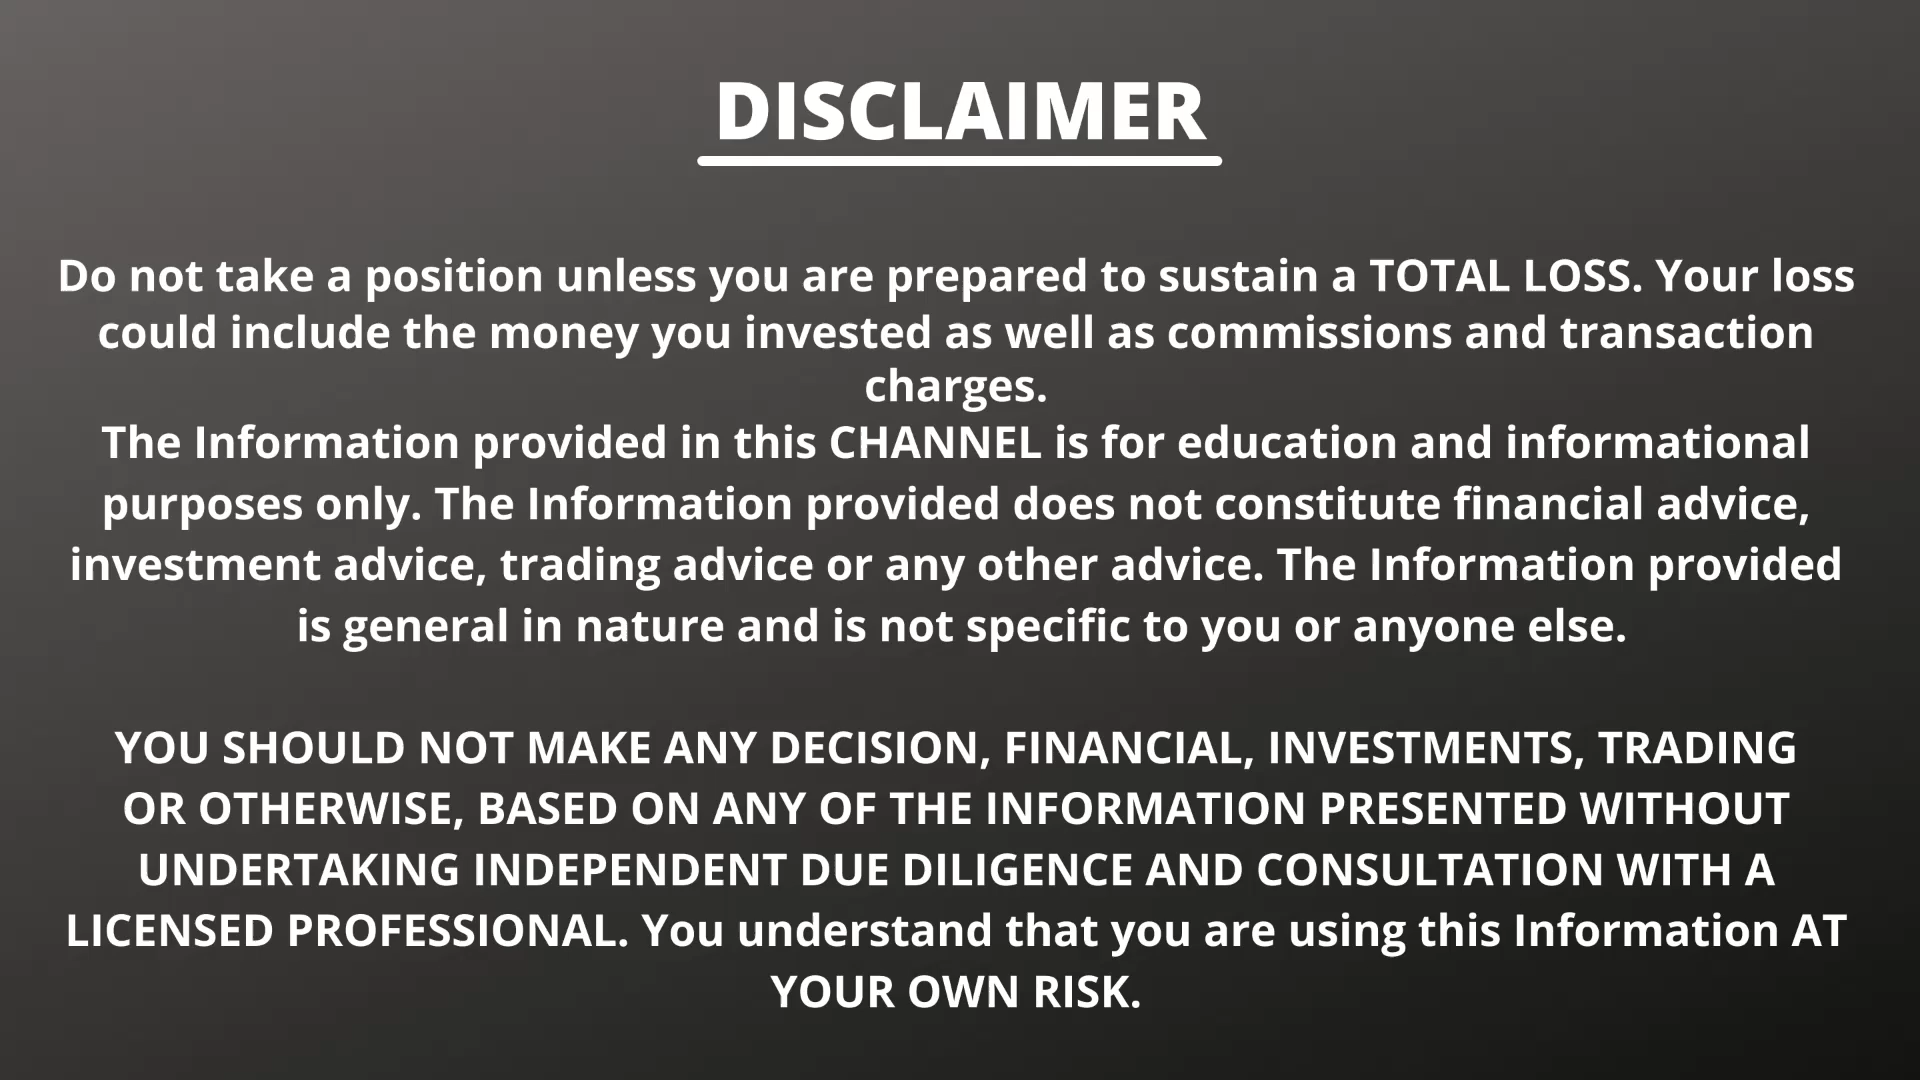 DISCLAIMER
Do not take a position unless you are prepared to sustain a TOTAL LOSS. Your loss
could include the money you invested as well as commissions and transaction
charges.
The Information provided in this CHANNEL is for education and informational
purposes only. The Information provided does not constitute financial advice,
investment advice, trading advice or any other advice. The Information provided
is general in nature and is not specific to you or anyone else.
YOU SHOULD NOT MAKE ANY DECISION, FINANCIAL, INVESTMENTS, TRADING
OR OTHERWISE, BASED ON ANY OF THE INFORMATION PRESENTED WITHOUT
UNDERTAKING INDEPENDENT DUE DILIGENCE AND CONSULTATION WITH A
LICENSED PROFESSIONAL. You understand that you are using this Information AT
YOUR OWN RISK.